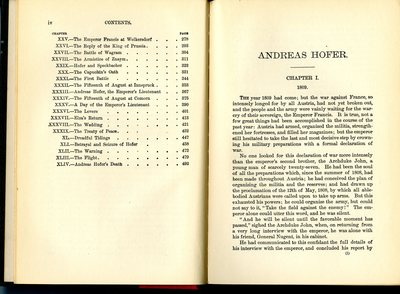 iv CONTENTS.
CHAPTER PAGE
XXV.—The Emperor Francis at Wolkersdorf . . . 278
XXVI.—The Reply of the King of Prussia . . . 285
XXVII.—The Battle of Wagram . . . 294
XXVIII.—The Armistice of Znaym . . . 311
XXIX.—Hofer and Speckbacher . . . 322
XXX.—The Capuchin's Oath . . . 331
XXXI.—The First Battle . . . 344
XXXII.—The Fifteenth of August at Innspruck . . . 353
XXXIII.—Andreas Hofer, the Emperor's Lieutenant . . . 367
XXXIV.—The Fifteenth of August at Comorn . . .
XXXV.—A Day of the Emperor's Lieutenant . . . 390
XXXVI.—The Lovers . . .
XXXVII.—Elza's Return . . . 413
XXXVIII.—The Wedding . . . 421
XXXIX.—The Treaty of Peace . . . 431
XL.—Dreadful Tidings . . . 447
XLI.—Betrayal and Seizure of Hofer . . . 458
XLII.—The Warning . . . 472
XLIII.—The Flight . . . 479
XLIV.—Andreas Hofer's Death . . . 492
ANDREAS HOFER.
CHAPTER I.
1809.
THE year 1809 had come; but the war against France, so
intensely longed for by all Austria, had not yet broken out,
and the people and the army were vainly waiting for the war-
cry of their sovereign, the Emperor Francis. It is true, not a
few great things had been accomplished in the course of the
past year: Austria had armed, organized the militia, strength-
ened her fortresses, and filled her magazines; but the emperor
still hesitated to take the last and most decisive step by crown-
ing his military preparations with a formal declaration of
war.
No one looked for this declaration of war more intensely
than the emperor's second brother, the Archduke John, a
young man of scarcely twenty-seven. He had been the soul
of all the preparations which, since the summer of 1808, had
been made throughout Austria; he had conceived the plan of
organizing the militia and the reserves; and had drawn up
the proclamation of the 12th of May, 1808, by which all able-
bodied Austrians were called upon to take up arms. But this
exhausted his powers; he could organize the army, but could
not say to it, "Take the field against the enemy!" The em-
peror alone could utter this word, and he was silent.
"And he will be silent until the favorable moment has
passed," sighed the Archduke John, when, on returning from
a very long interview with the emperor, he was alone with
his friend, General Nugent, in his cabinet.
He had communicated to this confidant the full details of
his interview with the emperor, and concluded his report by
(1)